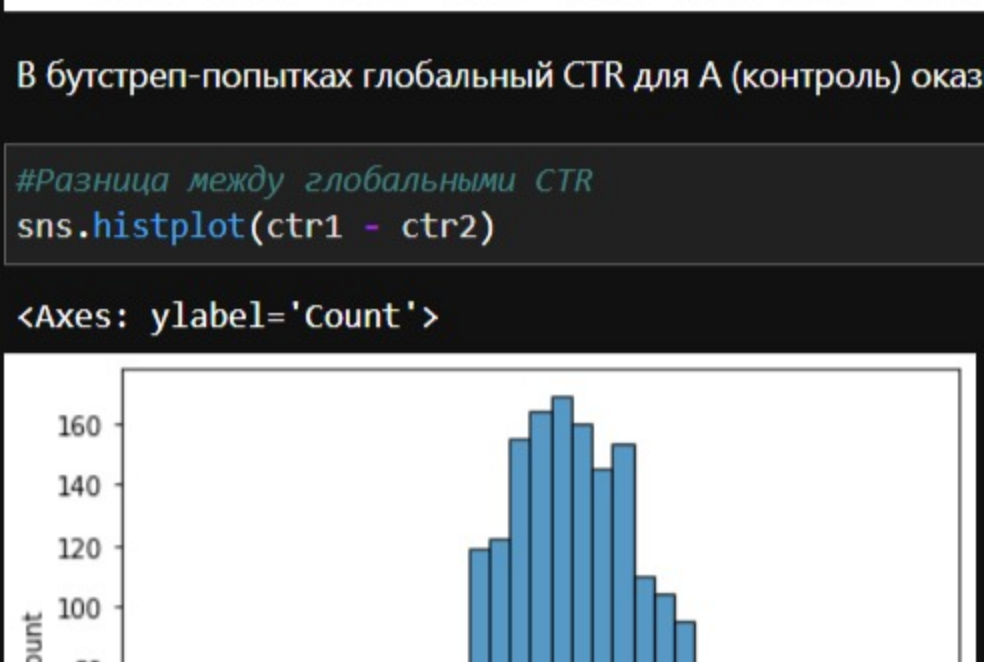 В бутстреп-попытках глобальный CTR для A (контроль)
#Разница между глобальными CTR
sns.histplot(ctr1 - ctr2)
<Axes: ylabel='Count'>
160
140
120
100